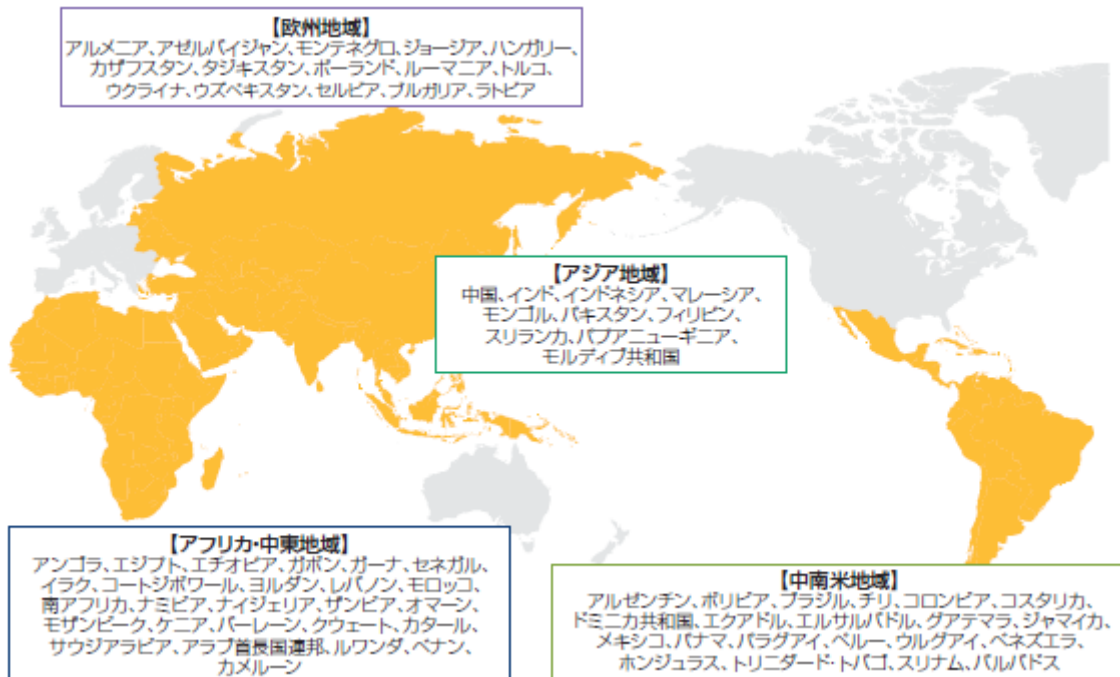 【欧州地域】
アルメニア、アゼルバイジャン、モンテネグロ、ジョージア、ハンガリー、
カザフスタン、タジキスタン、ポーランド、ルーマニア、トルコ、
ウクライナ、ウズベキスタン、セルビア、ブルガリア、ラトビア
【アジア地域】
中国、インド、インドネシア、マレーシア、
モンゴル、パキスタン、フィリピン、
スリランカ、パプアニューギニア、
モルディブ共和国
【アフリカ・中東地域】
アンゴラ、エジプト、エチオピア、ガボン、ガーナ、セネガル、
イラク、コートジボワール、ヨルダン、レバノン、モロッコ、
南アフリカ、ナミビア、ナイジェリア、ザンビア、オマーン、
モザンビーク、ケニア、バーレーン、クウェート、カタール、
サウジアラビア、アラブ首長国連邦、ルワンダ、ベナン、
カメルーン
【中南米地域】
アルゼンチン、ボリビア、ブラジル、チリ、コロンビア、コスタリカ、
ドミニカ共和国、エクアドル、エルサルバドル、グアテマラ、ジャマイカ、
メキシコ、パナマ、パラグアイ、ペルー、ウルグアイ、ベネズエラ、
ホンジュラス、トリニダード・トバゴ、スリナム、バルバドス